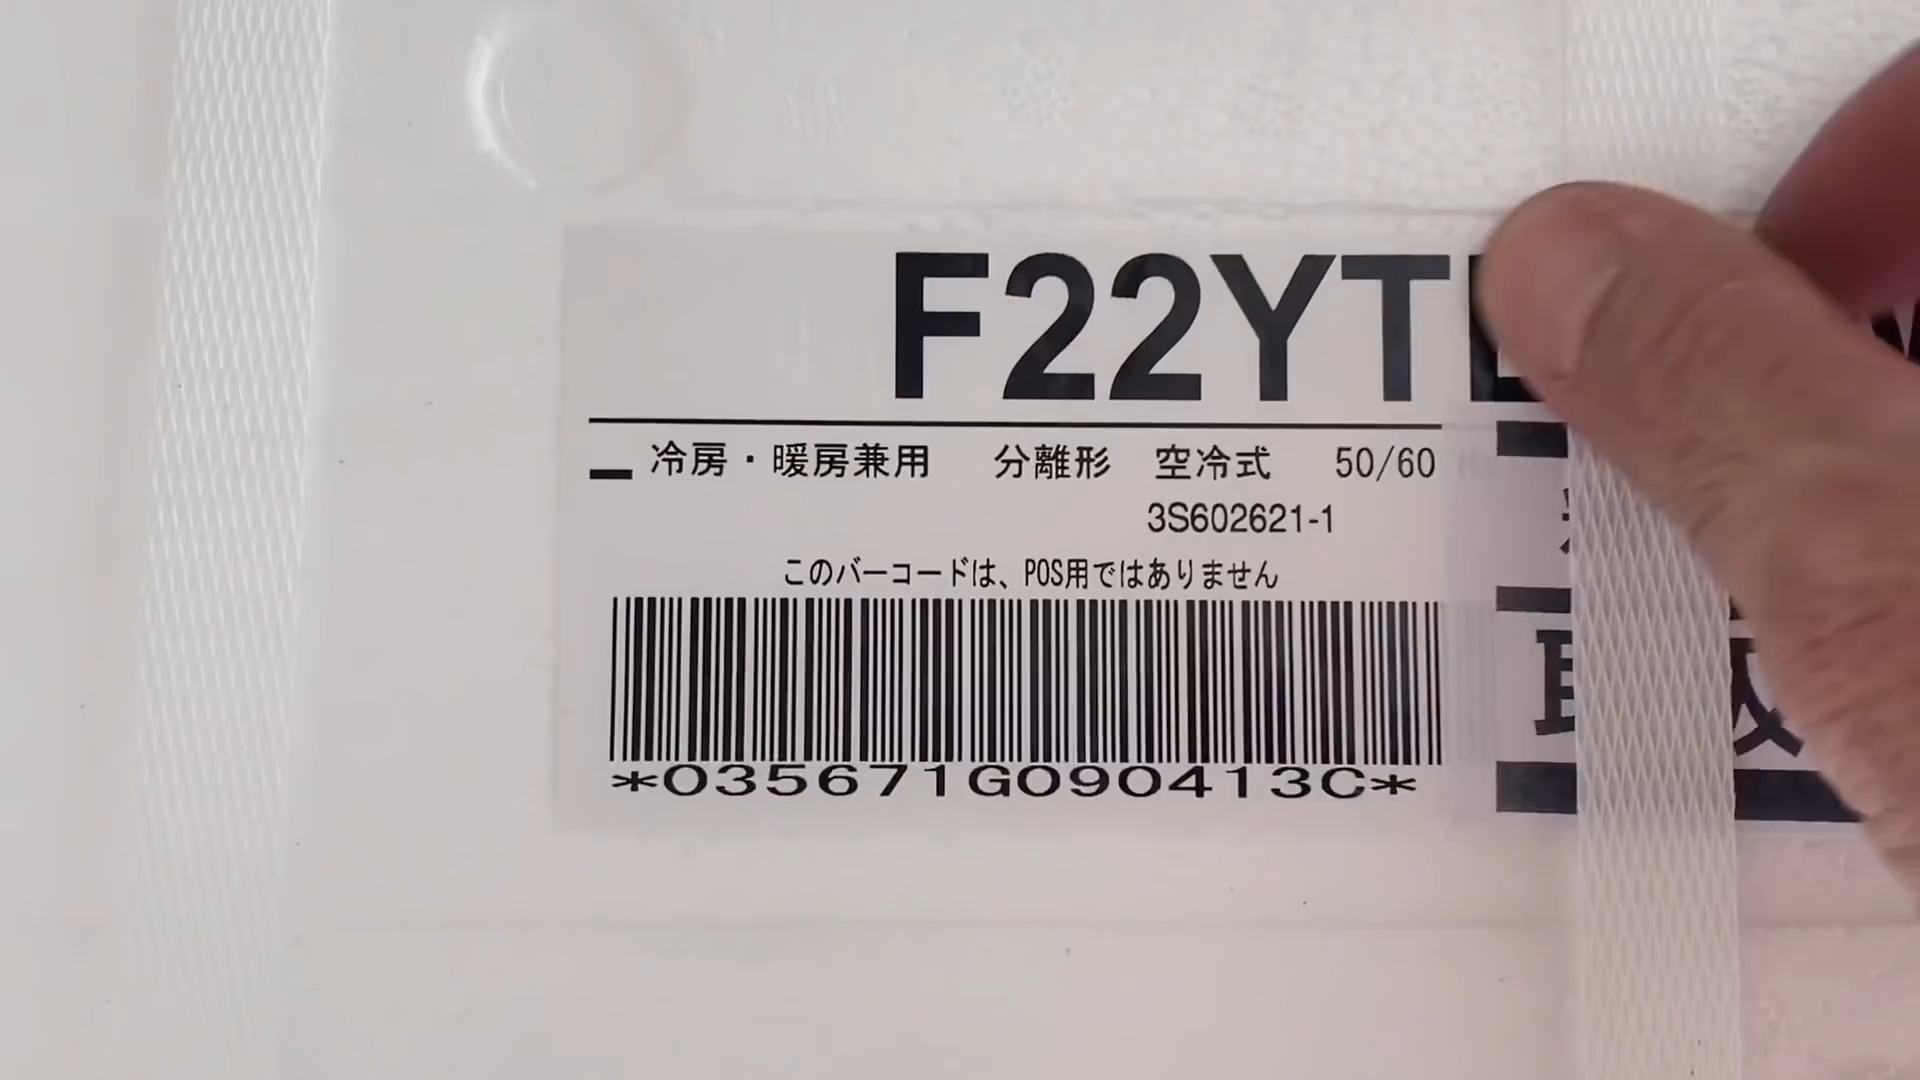 F22YT
冷房・暖房兼用 分離形 空冷式 50/60
3S602621-1
このバーコードは、POS用ではありません
*035671G090413C*